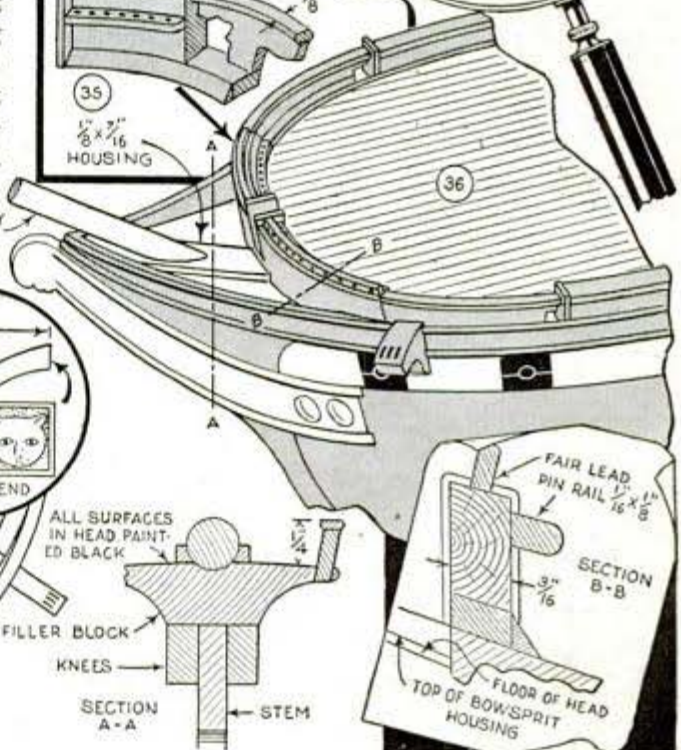 8
35
1/8" x
HOUSING
A
36
B
B
A
END
ALL SURFACES
IN HEAD PAINT-
ED BLACK
1/4"
FILLER BLOCK
KNEES
SECTION
A-A
STEM
FAIR LEAD
PIN RAIL 1/16" x 1/8"
SECTION
B-B
3/16"
FLOOR OF HEAD
TOP OF BOWSPRIT
HOUSING